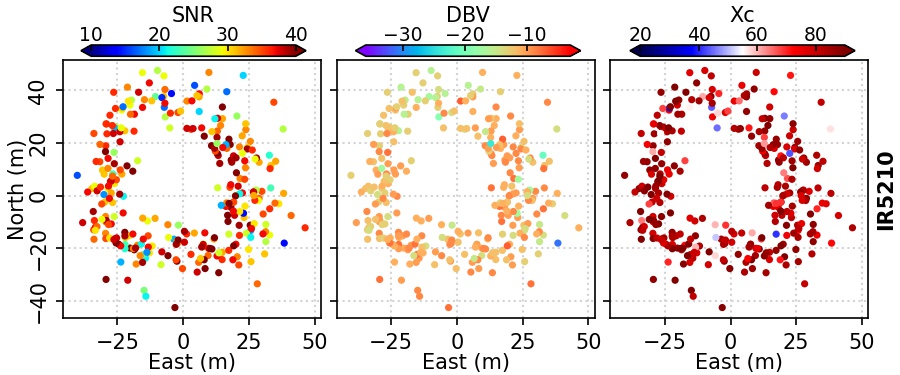 SNR DBV Xc
10 20 30 40 −30 −20 −10 20 40 60 80
40
20
0
−20
−40
North (m)
IR5210
−25 0 25 50 −25 0 25 50 −25 0 25 50
East (m) East (m) East (m)